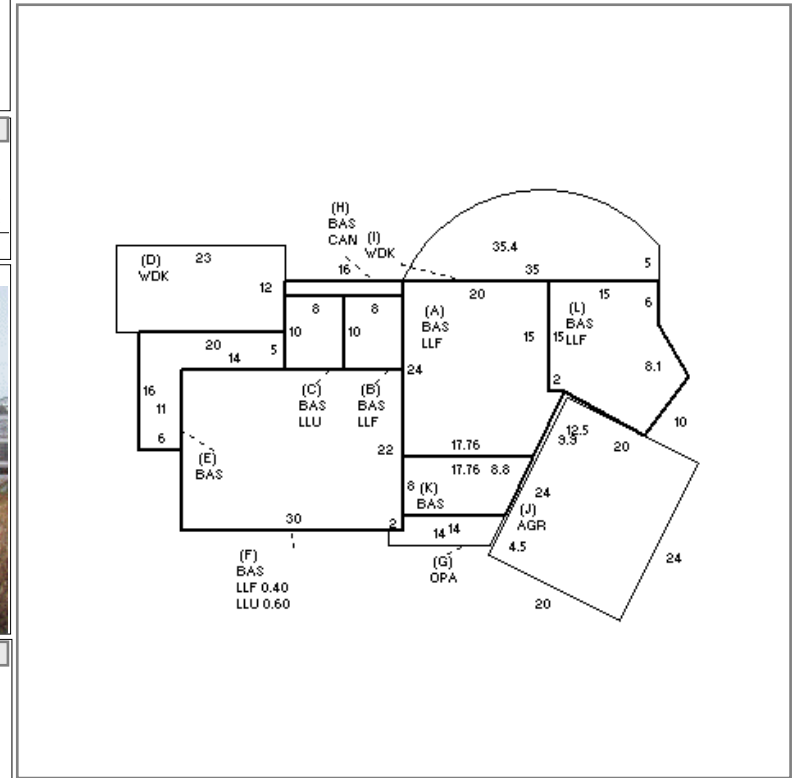 (H)
BAS
CAN
(I)
WDK
(D)
WDK
23
16
35.4
35
5
12
8
8
20
15
6
(A)
BAS
LLF
(L)
BAS
LLF
10
10
15
15
20
14
5
24
2
8.1
16
11
6
(C)
BAS
LLU
(B)
BAS
LLF
10
12.5
9.9
20
(E)
BAS
22
17.76
17.76
8.8
8
(K)
BAS
24
(J)
AGR
30
2
14
14
4.5
(F)
BAS
LLF 0.40
LLU 0.60
(G)
OPA
24
20